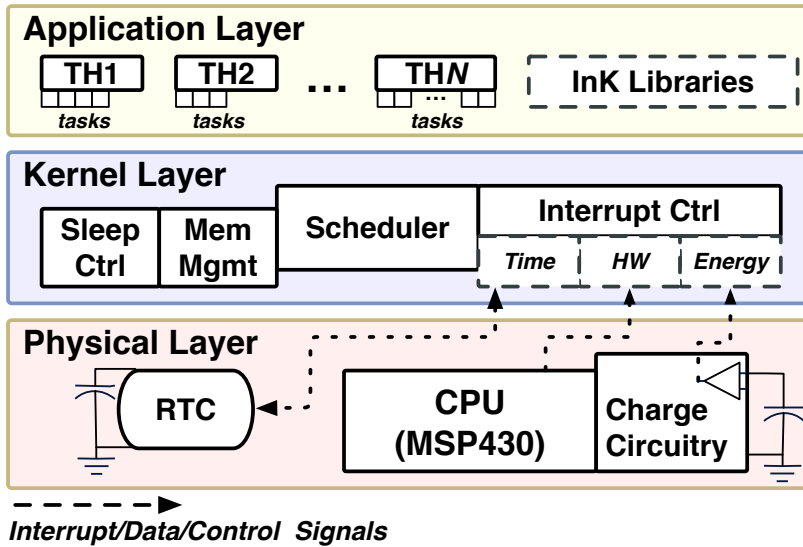 Application Layer
TH1 TH2 ... THN InK Libraries
tasks tasks ... tasks
Kernel Layer
Sleep Ctrl
Mem Mgmt
Scheduler
Interrupt Ctrl
Time HW Energy
Physical Layer
RTC
CPU
(MSP430)
Charge
Circuitry
Interrupt/Data/Control Signals